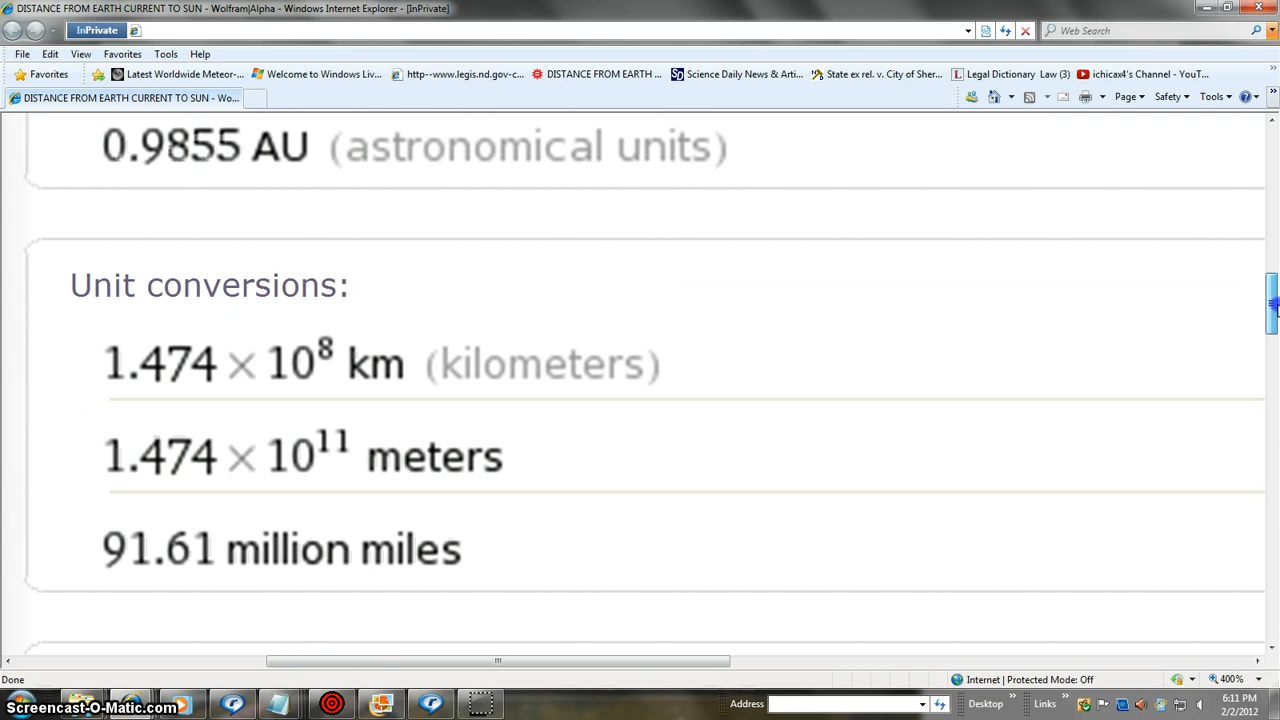 DISTANCE FROM EARTH CURRENT TO SUN - Wolfram|Alpha - Windows Internet Explorer - [InPrivate]
InPrivate
Web Search
File Edit View Favorites Tools Help
Favorites Latest Worldwide Meteor-... Welcome to Windows Liv... http--www.legis.nd.gov-c... DISTANCE FROM EARTH ... Science Daily News & Arti... State ex rel. v. City of Sher... Legal Dictionary Law (3) ichicax4's Channel - YouT...
DISTANCE FROM EARTH CURRENT TO SUN - Wo... Page Safety Tools
0.9855 AU (astronomical units)
Unit conversions:
1.474 × 10⁸ km (kilometers)
1.474 × 10¹¹ meters
91.61 million miles
Done Internet | Protected Mode: Off 400%
Screencast-O-Matic.com Address Desktop Links 6:11 PM
2/2/2012